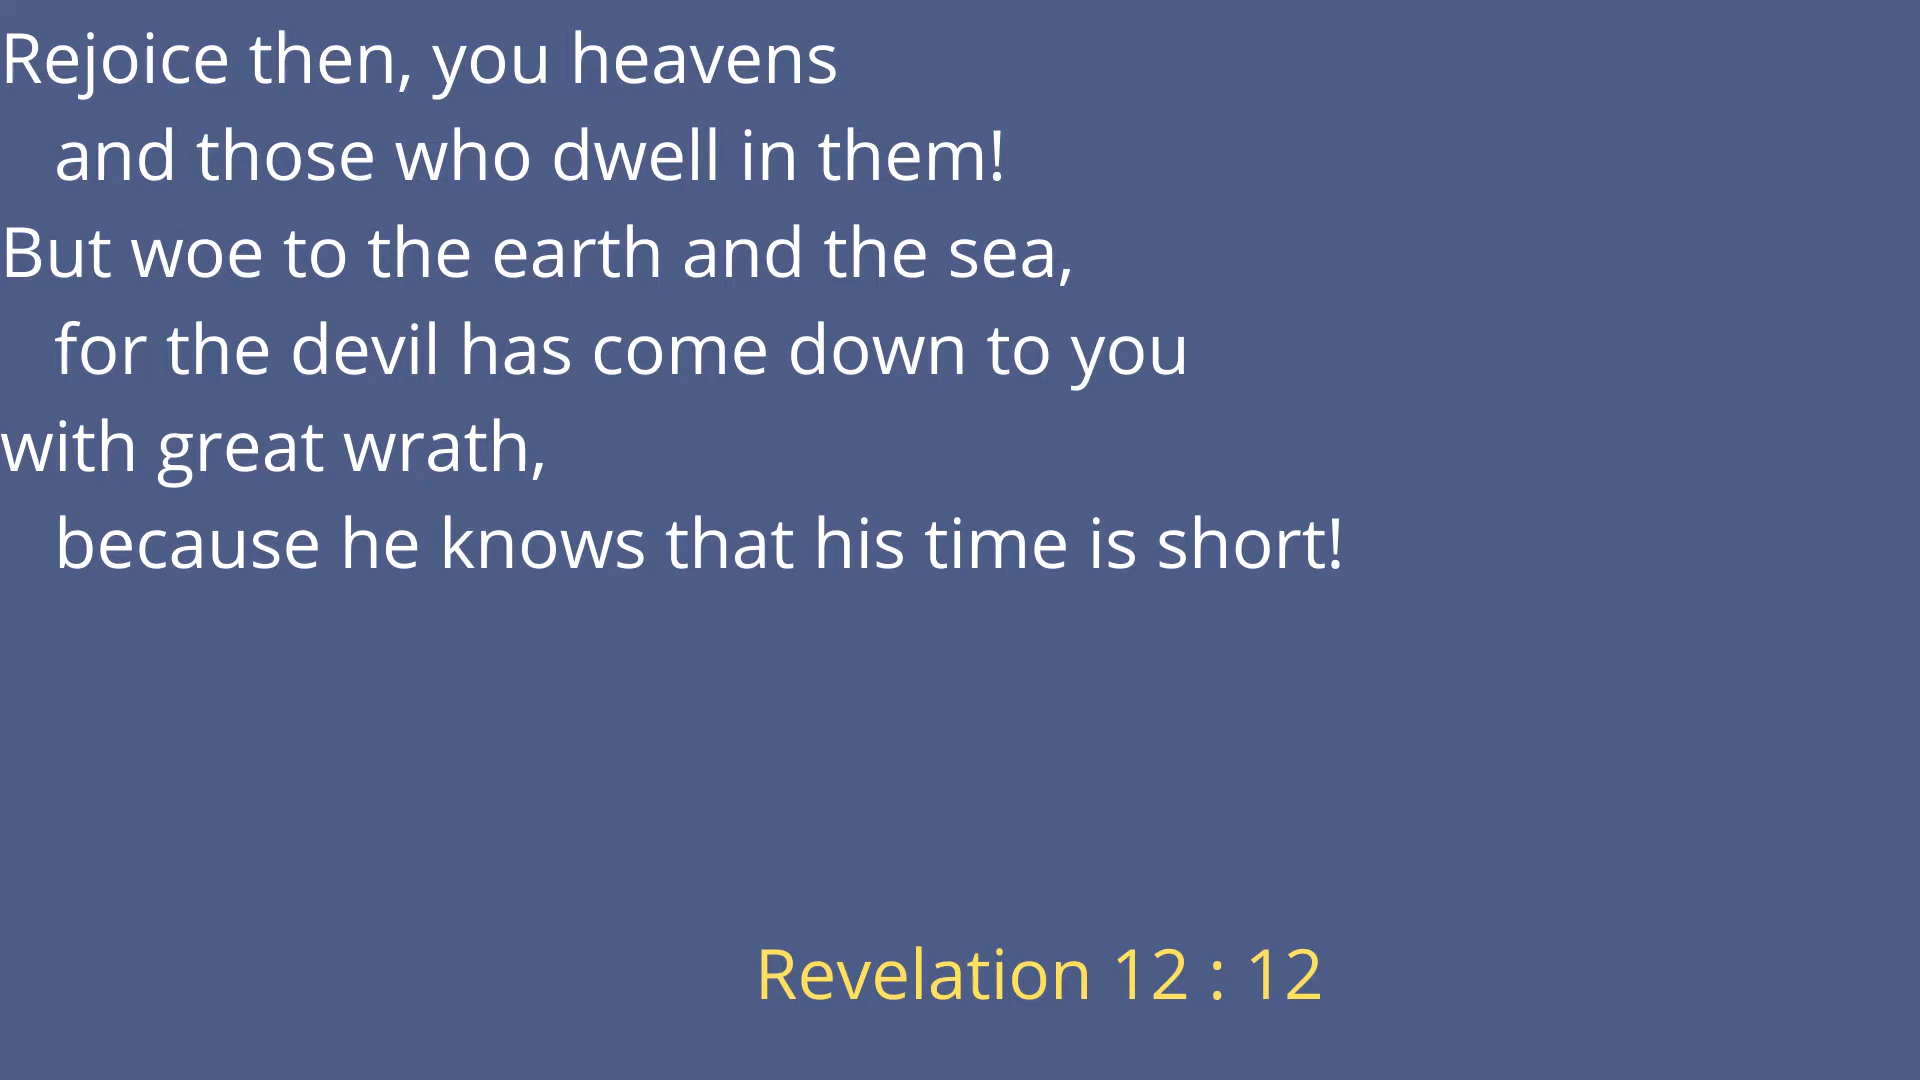 Rejoice then, you heavens
and those who dwell in them!
But woe to the earth and the sea,
for the devil has come down to you
with great wrath,
because he knows that his time is short!
Revelation 12 : 12